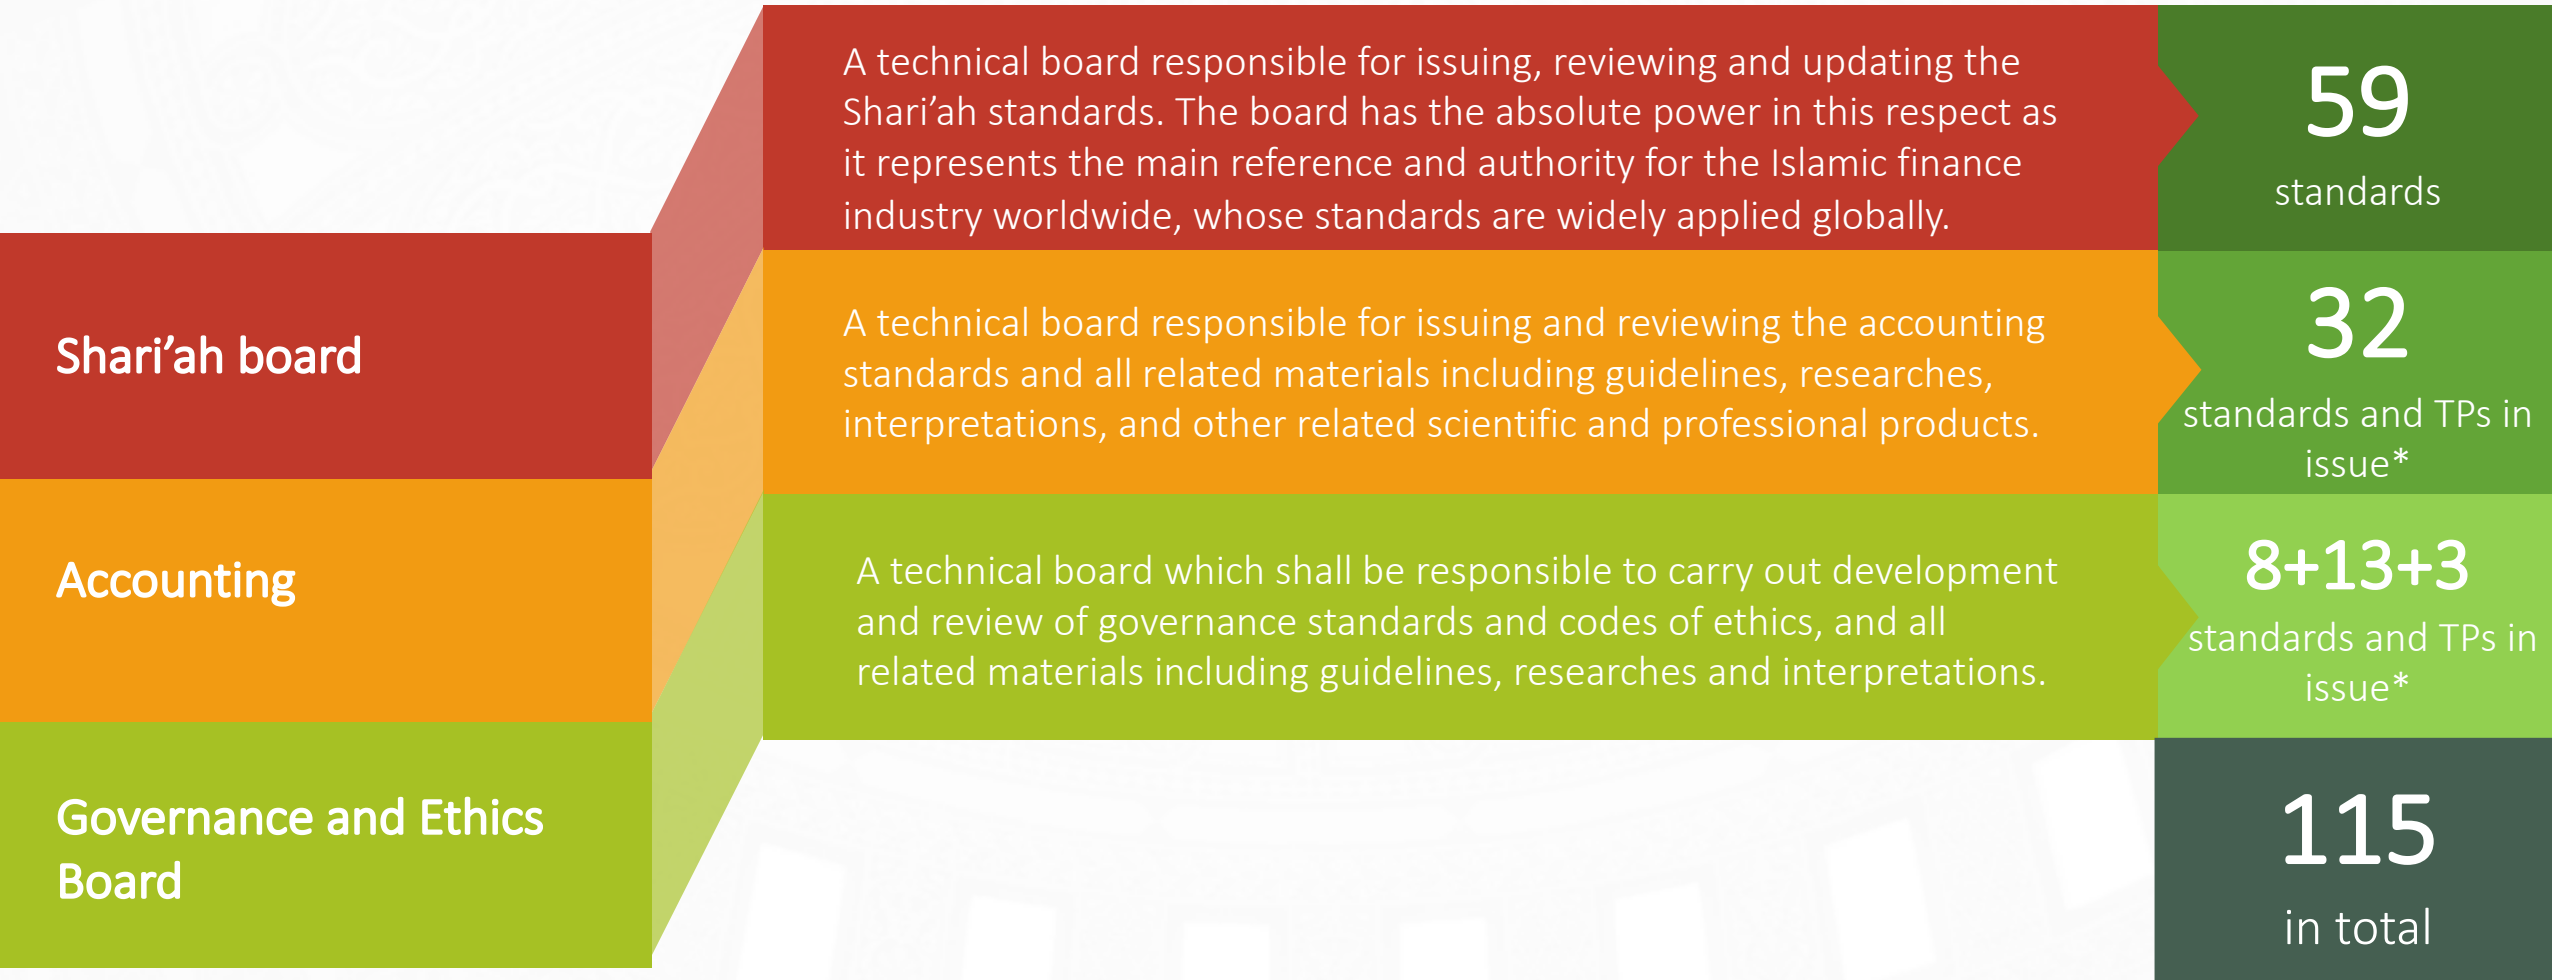 Shari’ah board
A technical board responsible for issuing, reviewing and updating the
Shari’ah standards. The board has the absolute power in this respect as
it represents the main reference and authority for the Islamic finance
industry worldwide, whose standards are widely applied globally.
59
standards
Accounting
A technical board responsible for issuing and reviewing the accounting
standards and all related materials including guidelines, researches,
interpretations, and other related scientific and professional products.
32
standards and TPs in
issue*
Governance and Ethics
Board
A technical board which shall be responsible to carry out development
and review of governance standards and codes of ethics, and all
related materials including guidelines, researches and interpretations.
8+13+3
standards and TPs in
issue*
115
in total